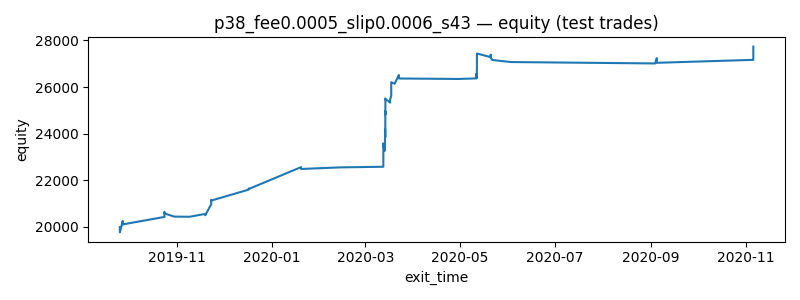 p38_fee0.0005_slip0.0006_s43 — equity (test trades)
28000
26000
24000
22000
20000
equity
2019-11 2020-01 2020-03 2020-05 2020-07 2020-09 2020-11
exit_time